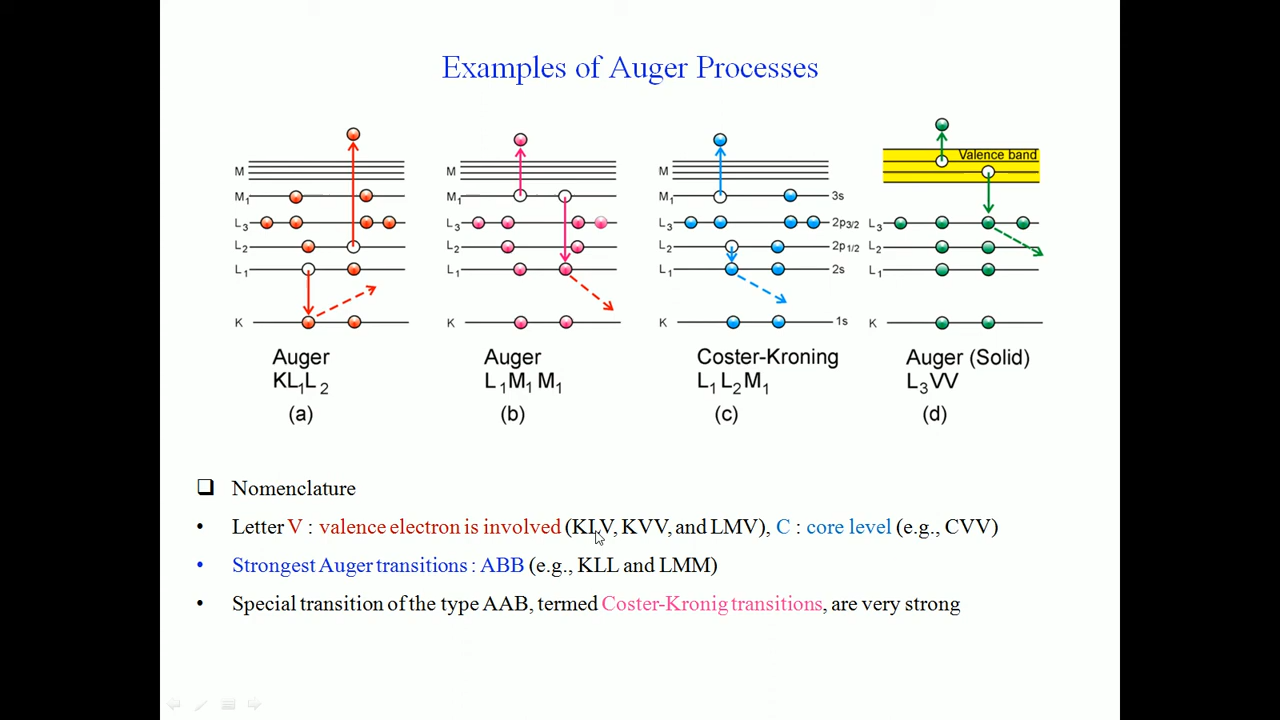 Examples of Auger Processes
M
M1
L3
L2
L1
K
Auger
KL1L2
(a)
M
M1
L3
L2
L1
K
Auger
L1M1M1
(b)
M
M1 3s
L3 2p3/2
L2 2p1/2
L1 2s
K 1s
Coster-Kroning
L1L2M1
(c)
Valence band
L3
L2
L1
K
Auger (Solid)
L3VV
(d)
❑ Nomenclature
• Letter V : valence electron is involved (KLV, KVV, and LMV), C : core level (e.g., CVV)
• Strongest Auger transitions : ABB (e.g., KLL and LMM)
• Special transition of the type AAB, termed Coster-Kronig transitions, are very strong